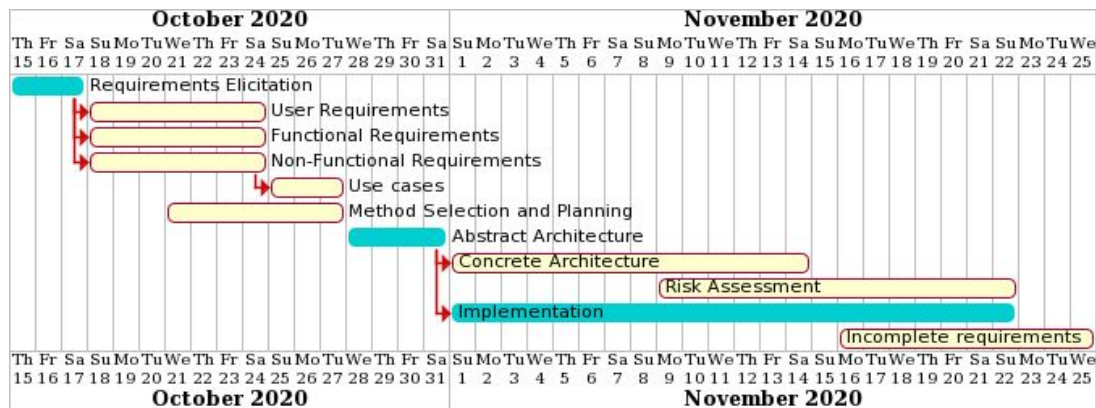 October 2020 November 2020
Th Fr Sa Su Mo Tu We Th Fr Sa Su Mo Tu We Th Fr Sa Su Mo Tu We Th Fr Sa Su Mo Tu We Th Fr Sa Su Mo Tu We Th Fr Sa Su Mo Tu We
15 16 17 18 19 20 21 22 23 24 25 26 27 28 29 30 31 1 2 3 4 5 6 7 8 9 10 11 12 13 14 15 16 17 18 19 20 21 22 23 24 25
Requirements Elicitation
User Requirements
Functional Requirements
Non-Functional Requirements
Use cases
Method Selection and Planning
Abstract Architecture
Concrete Architecture
Risk Assessment
Implementation
Incomplete requirements
Th Fr Sa Su Mo Tu We Th Fr Sa Su Mo Tu We Th Fr Sa Su Mo Tu We Th Fr Sa Su Mo Tu We Th Fr Sa Su Mo Tu We Th Fr Sa Su Mo Tu We
15 16 17 18 19 20 21 22 23 24 25 26 27 28 29 30 31 1 2 3 4 5 6 7 8 9 10 11 12 13 14 15 16 17 18 19 20 21 22 23 24 25
October 2020 November 2020